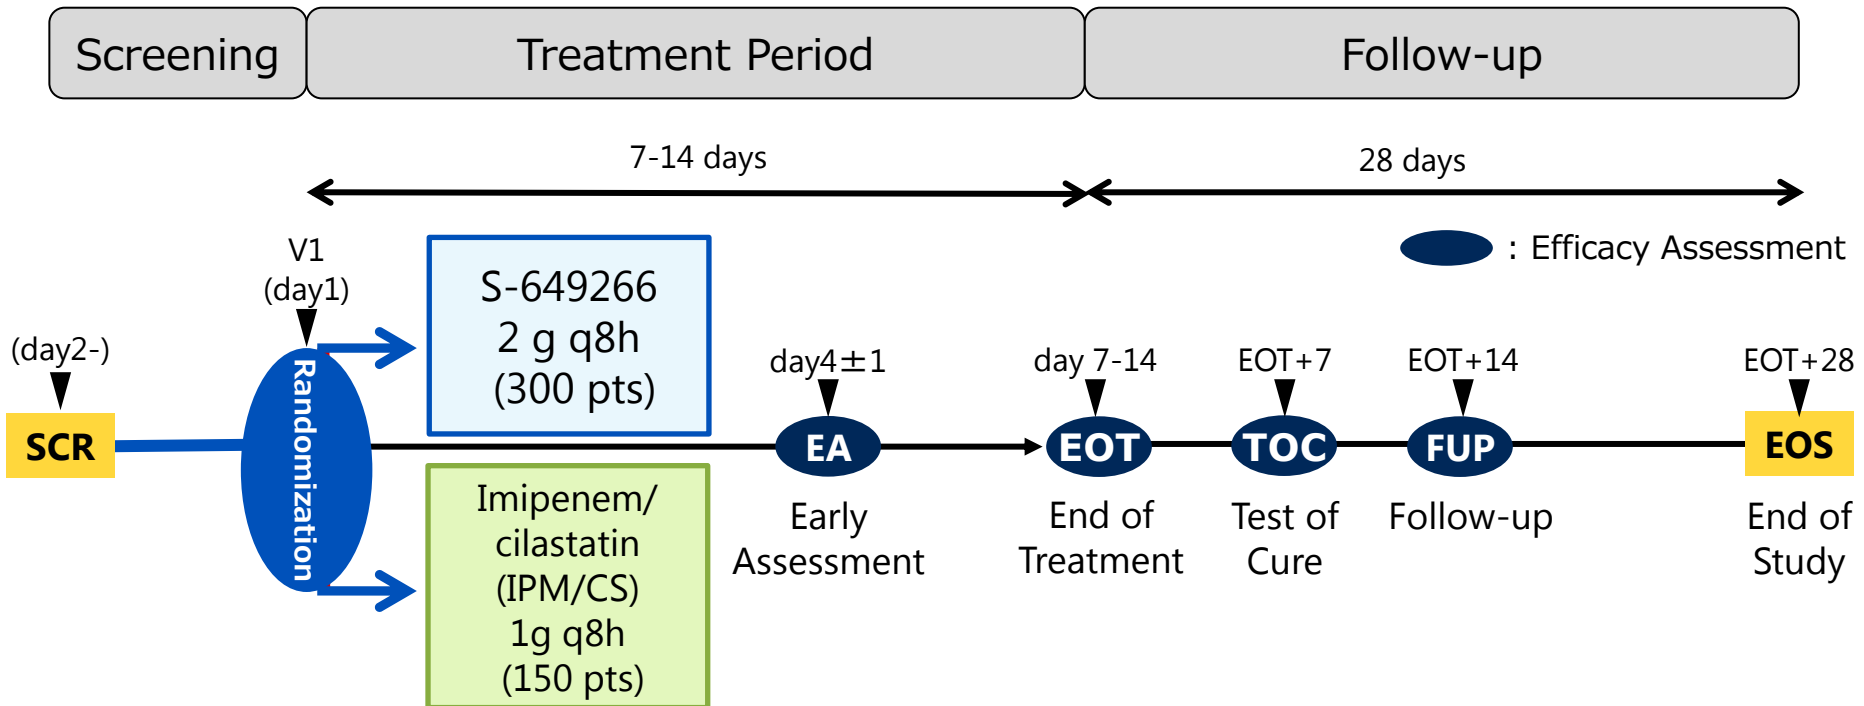 Screening
Treatment Period
Follow-up
7-14 days
28 days
: Efficacy Assessment
V1
(day1)
(day2-)
Randomization
S-649266
2 g q8h
(300 pts)
Imipenem/
cilastatin
(IPM/CS)
1g q8h
(150 pts)
day4±1
day 7-14
EOT+7
EOT+14
EOT+28
SCR
EA
EOT
TOC
FUP
EOS
Early
Assessment
End of
Treatment
Test of
Cure
Follow-up
End of
Study